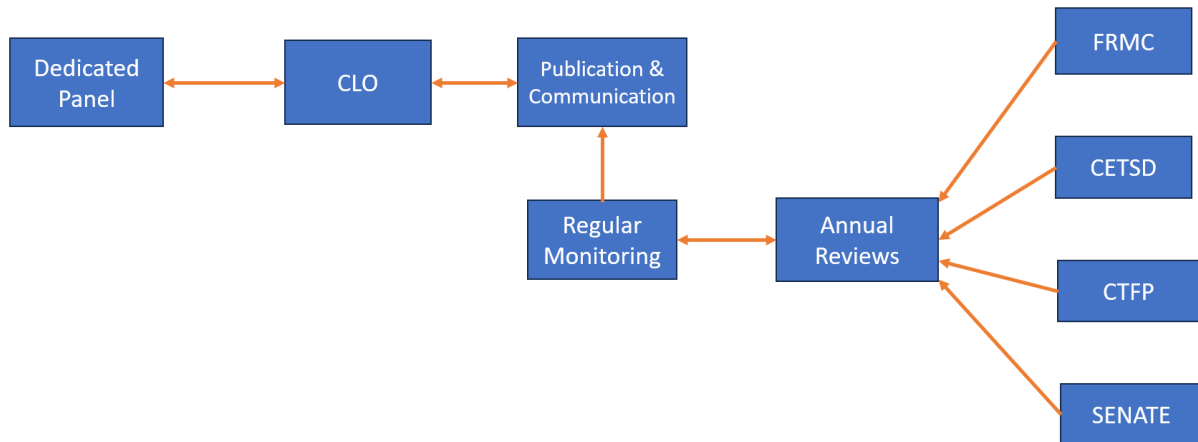 Dedicated
Panel
CLO
Publication &
Communication
FRMC
CETSD
Regular
Monitoring
Annual
Reviews
CTFP
SENATE